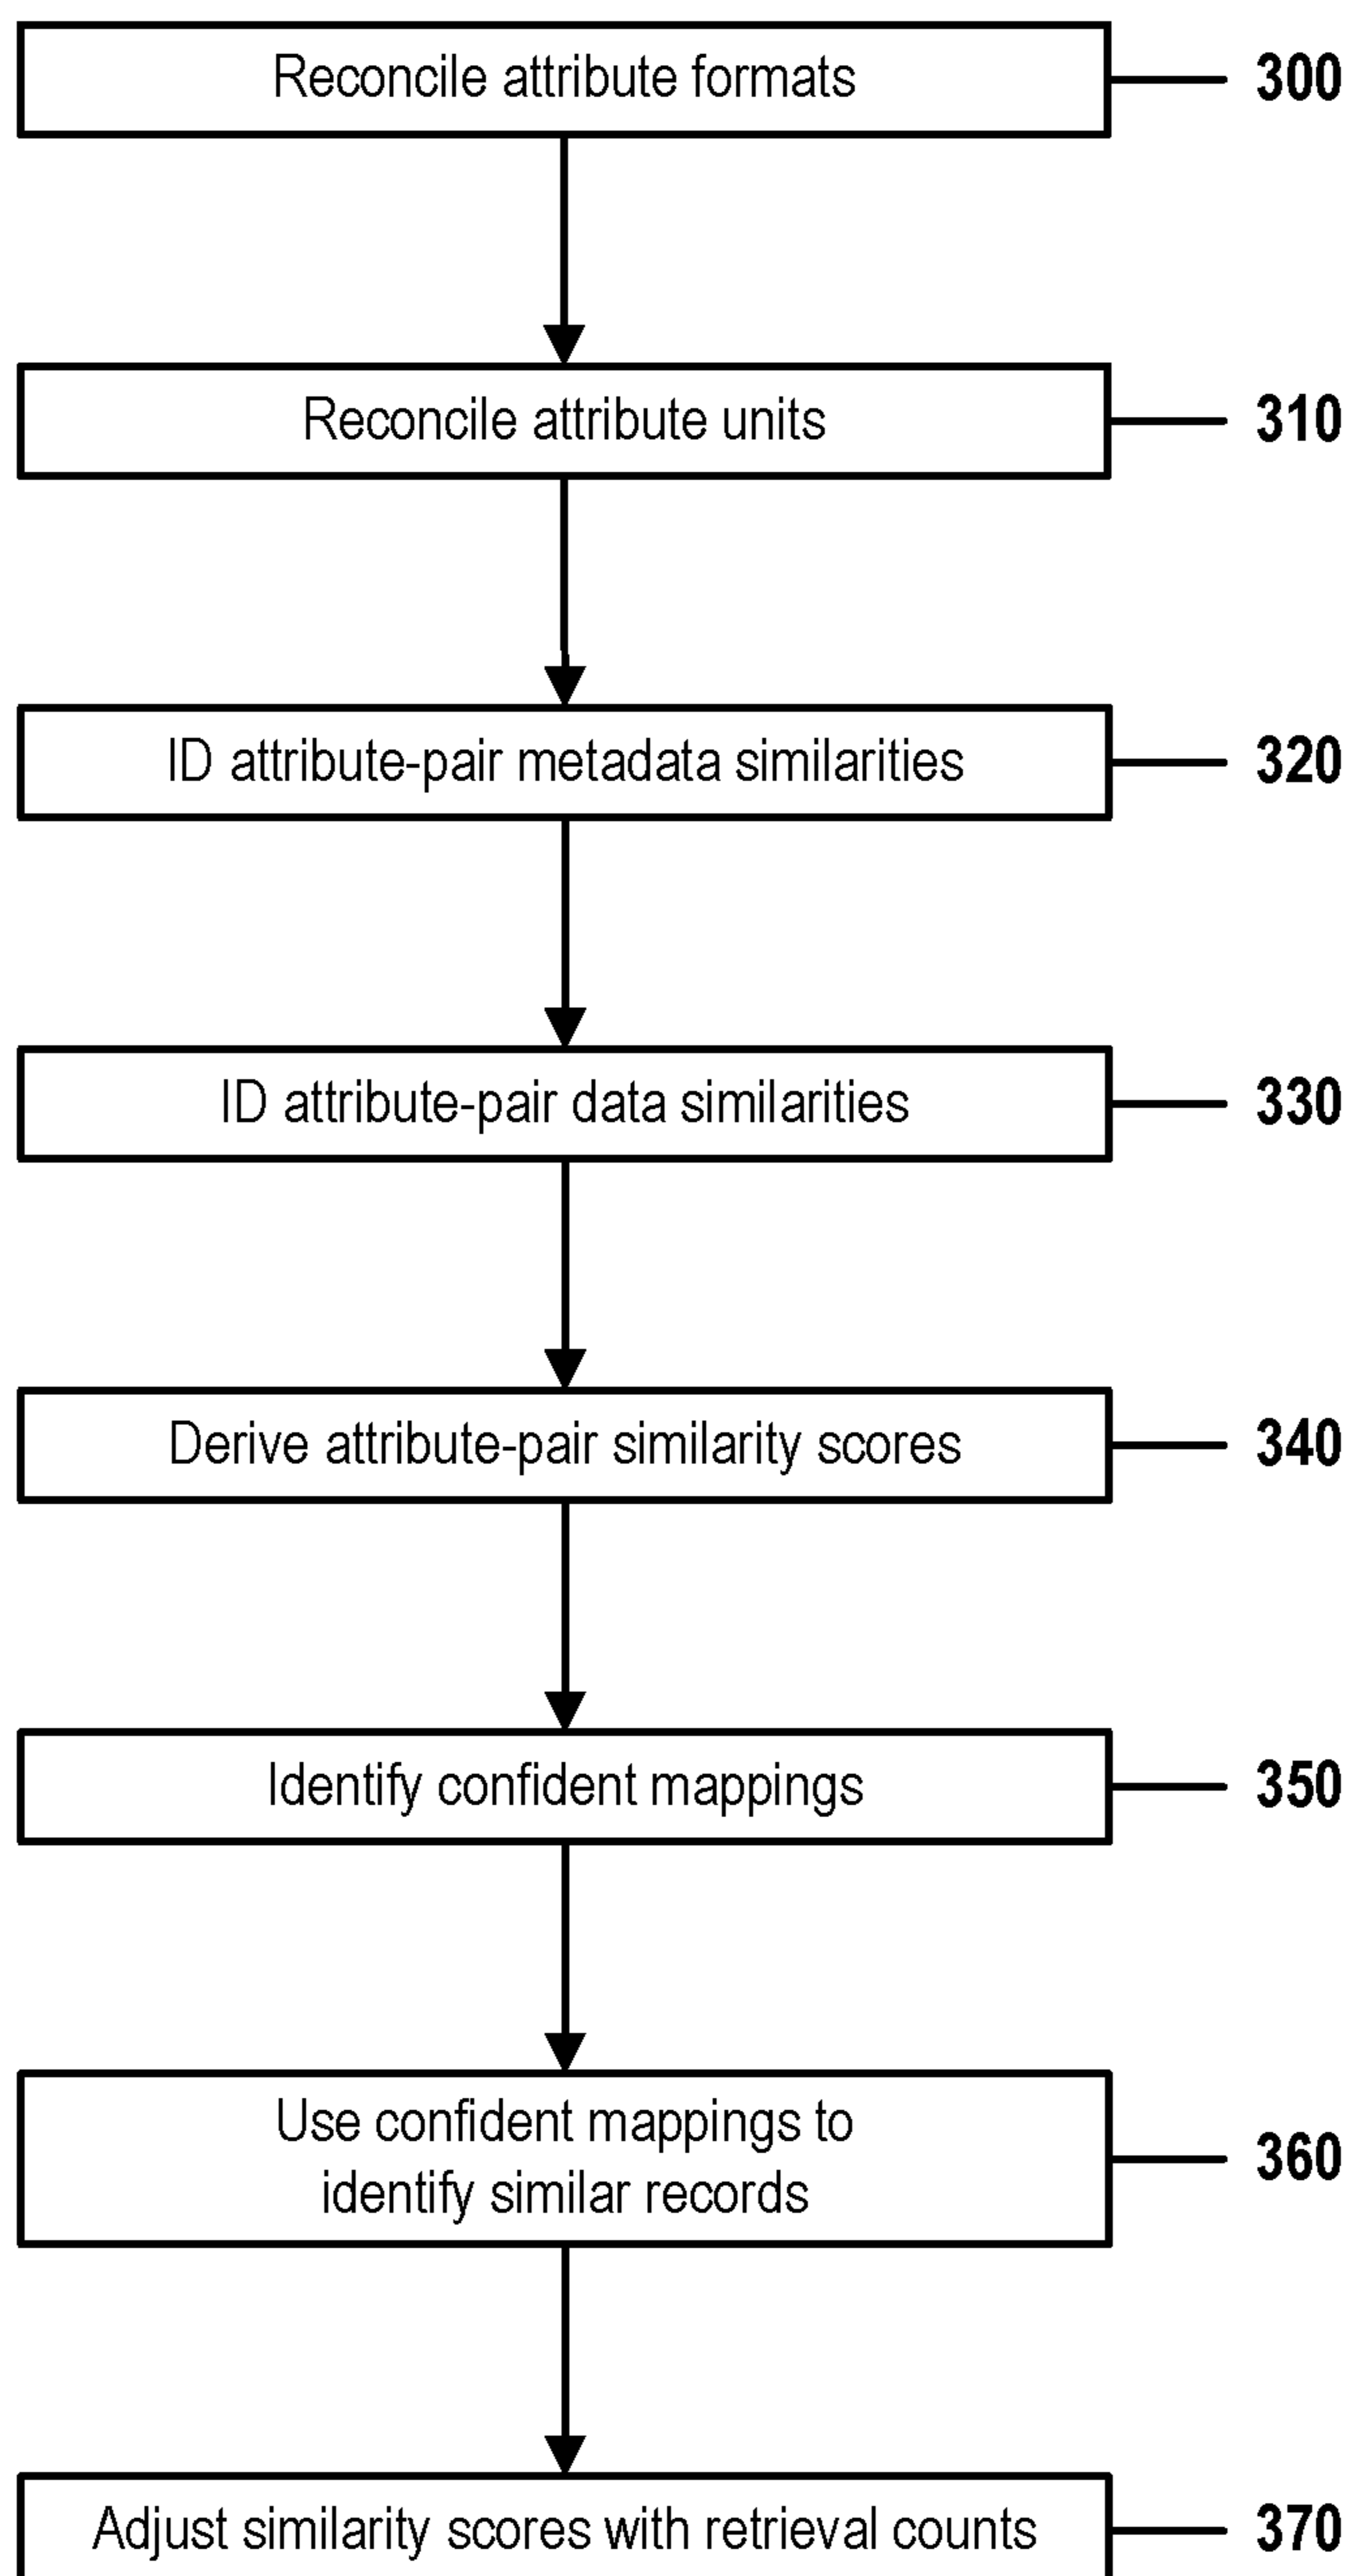 Reconcile attribute formats 300
Reconcile attribute units 310
ID attribute-pair metadata similarities 320
ID attribute-pair data similarities 330
Derive attribute-pair similarity scores 340
Identify confident mappings 350
Use confident mappings to
identify similar records 360
Adjust similarity scores with retrieval counts 370